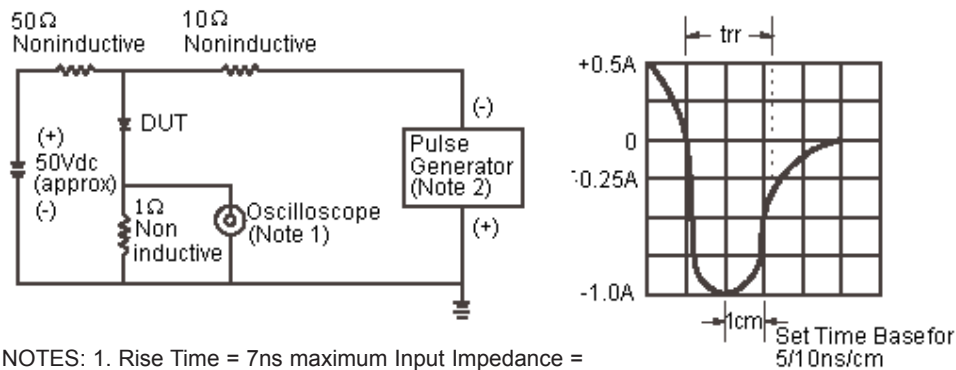 50Ω
Noninductive
10Ω
Noninductive
DUT
(+)
50Vdc
(approx)
(-)
1Ω
Non
inductive
Oscilloscope
(Note 1)
(-)
Pulse
Generator
(Note 2)
(+)
trr
+0.5A
0
-0.25A
-1.0A
1cm
Set Time Basefor
5/10ns/cm
NOTES: 1. Rise Time = 7ns maximum Input Impedance =